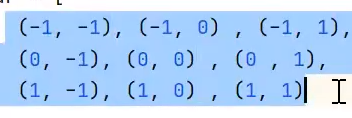 (-1, -1), (-1, 0) , (-1, 1),
(0, -1), (0, 0) , (0 , 1),
(1, -1), (1, 0) , (1, 1)